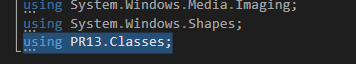 using System.Windows.Media.Imaging;
using System.Windows.Shapes;
using PR13.Classes;